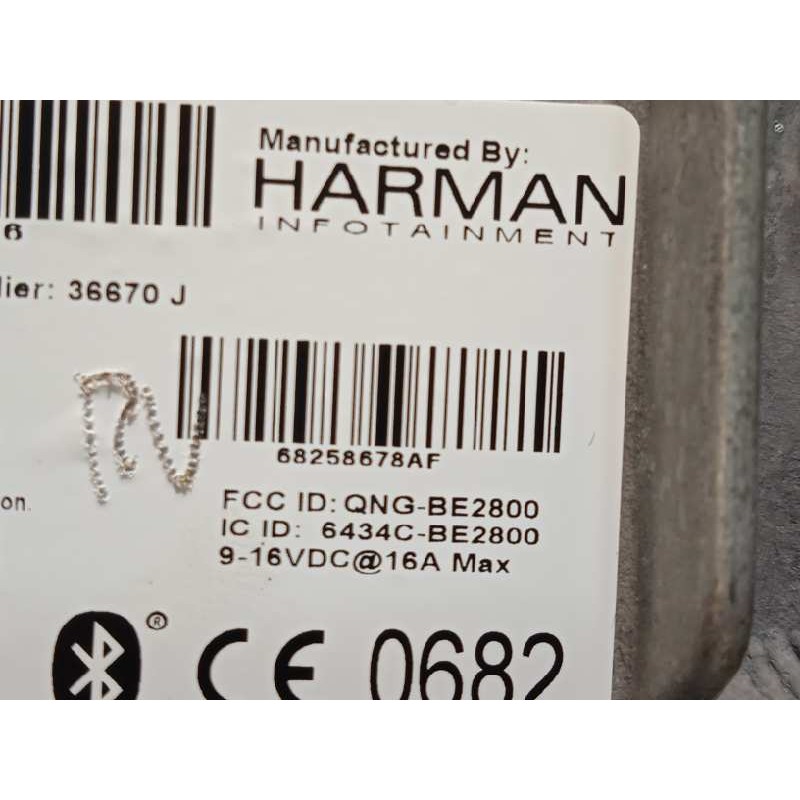 Manufactured By:
HARMAN
INFOTAINMENT
6
lier: 36670 J
68258678AF
on.
FCC ID: QNG-BE2800
IC ID: 6434C-BE2800
9-16VDC@16A Max
® CE 0682